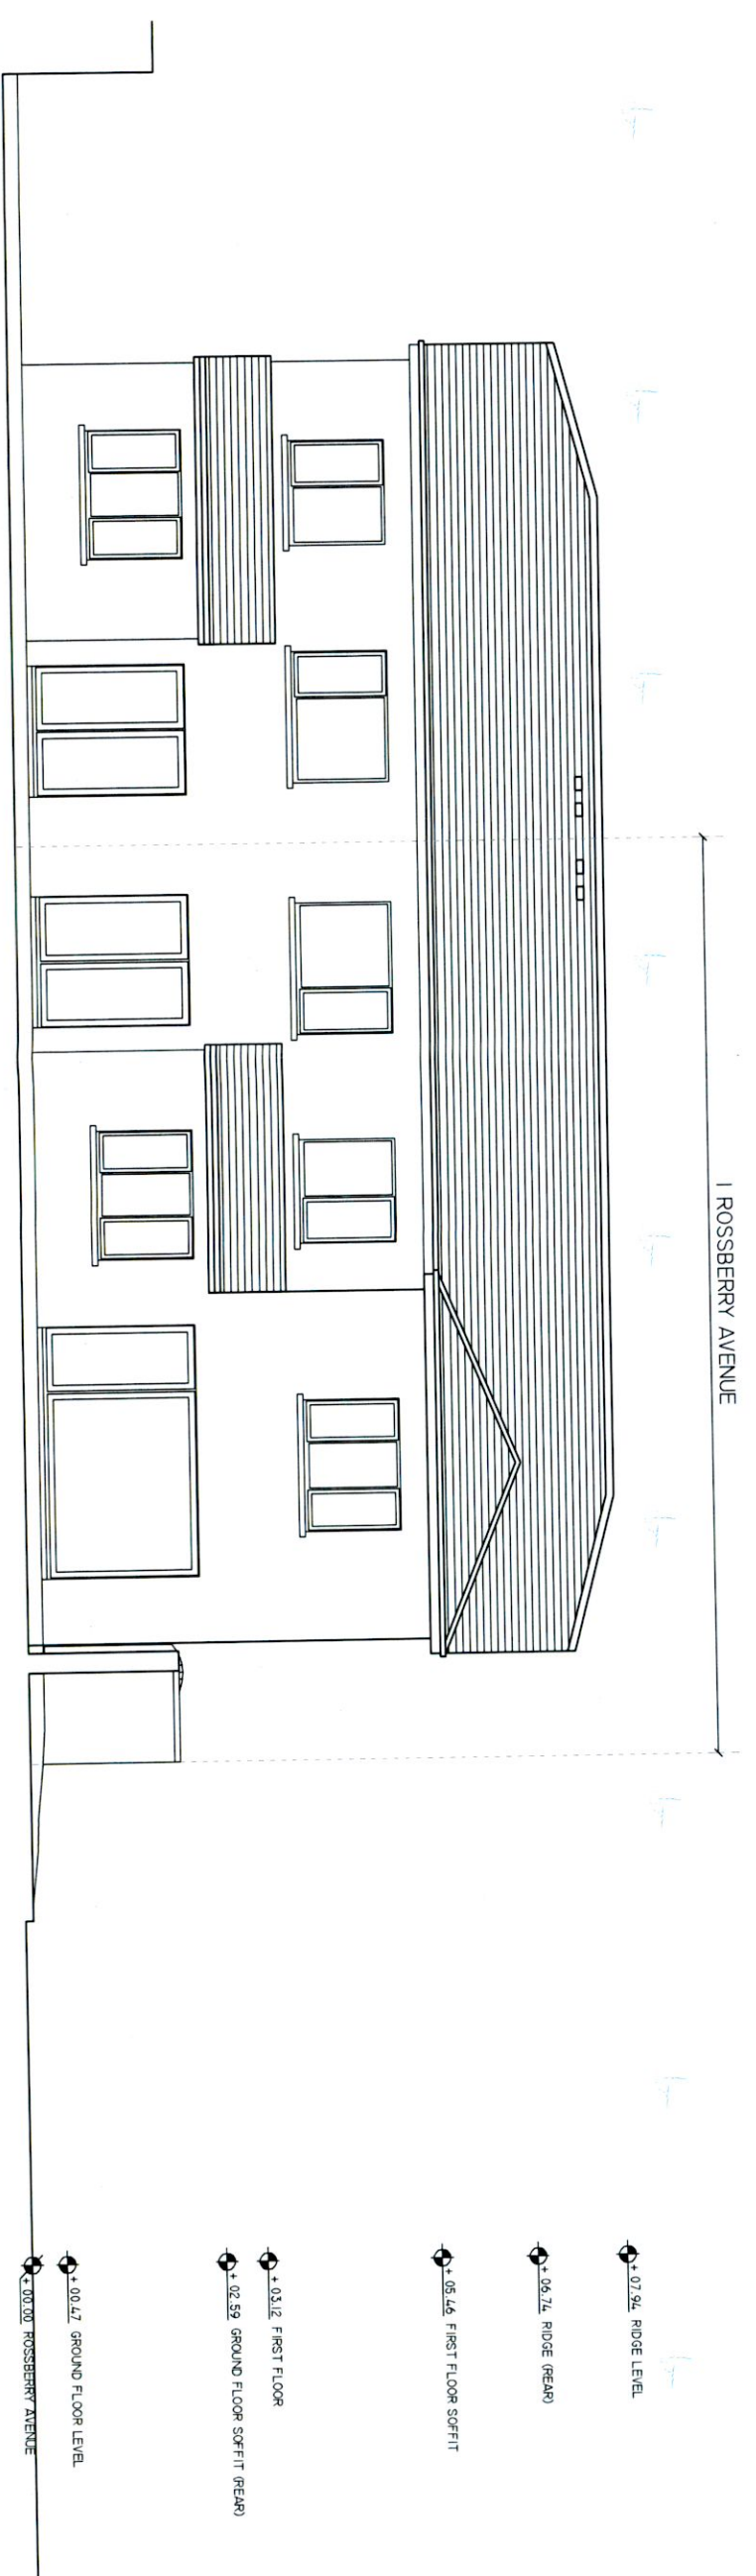 1 ROSSBERRY AVENUE
+ 07.94 RIDGE LEVEL
+ 06.74 RIDGE (REAR)
+ 05.46 FIRST FLOOR SOFFIT
+ 03.12 FIRST FLOOR
+ 02.59 GROUND FLOOR SOFFIT (REAR)
+ 00.47 GROUND FLOOR LEVEL
+ 00.00 ROSSBERRY AVENUE